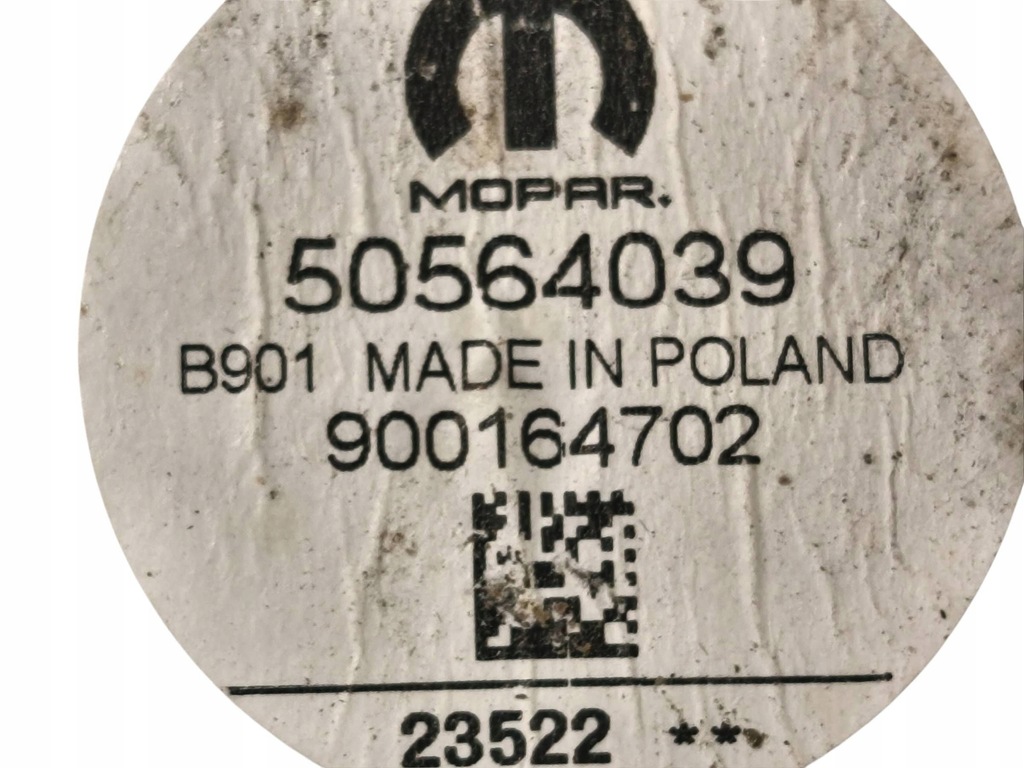 MOPAR.
50564039
B901 MADE IN POLAND
900164702
23522 **